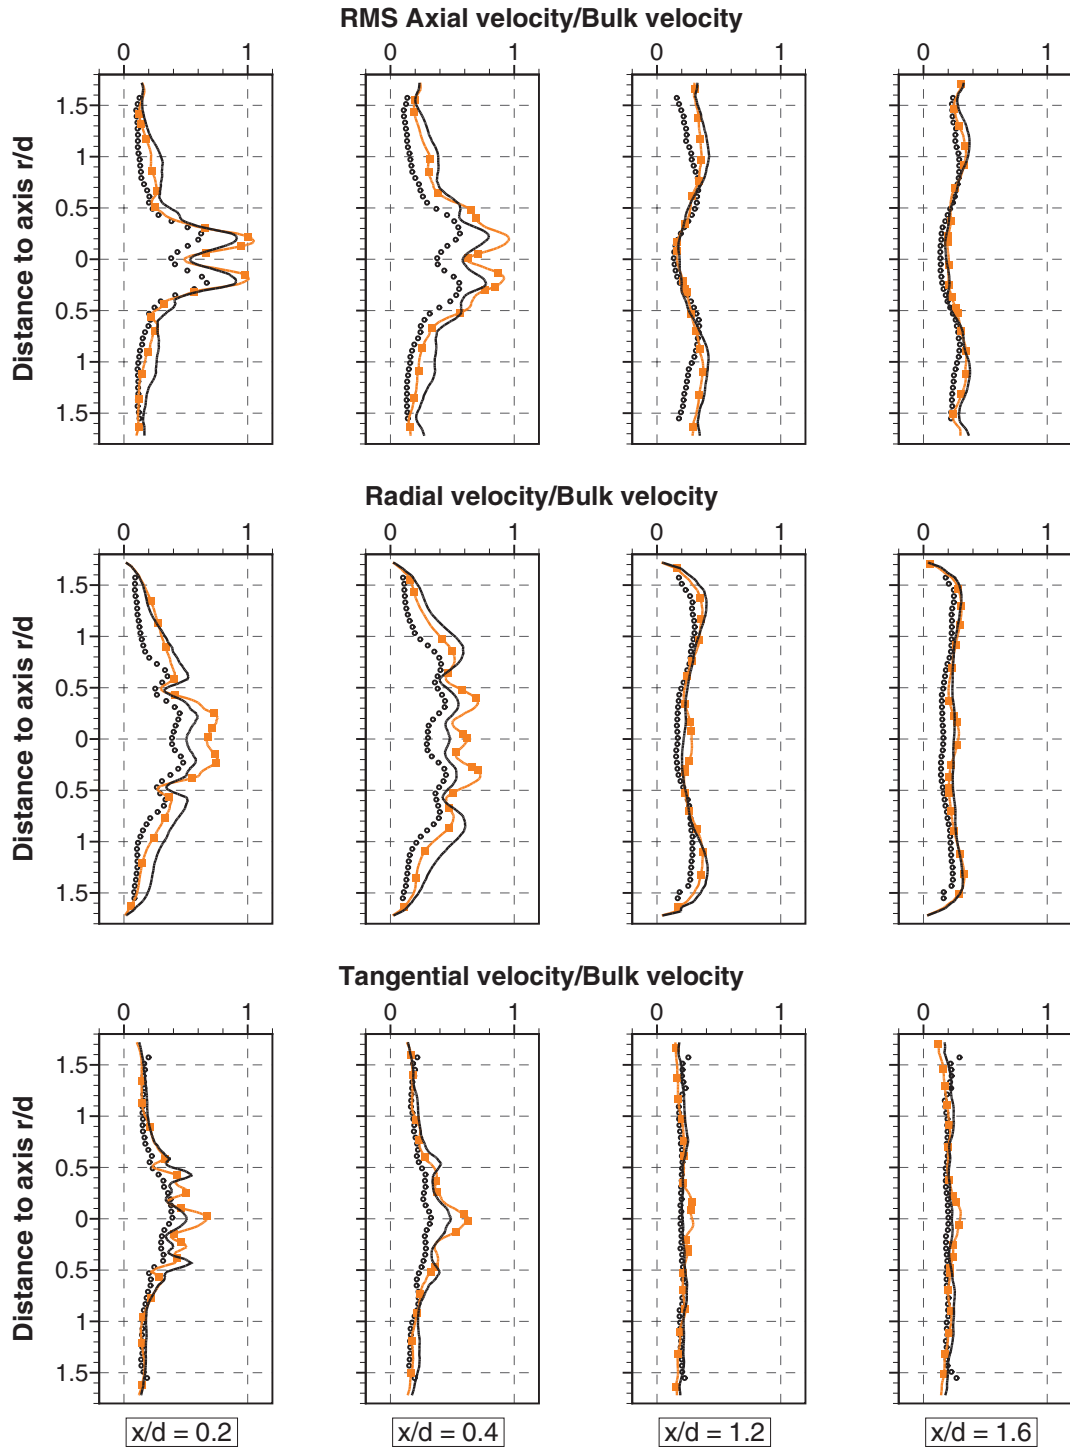 RMS Axial velocity/Bulk velocity
0 1 0 1 0 1 0 1
Distance to axis r/d
1.5
1
0.5
0
0.5
1
1.5
Radial velocity/Bulk velocity
0 1 0 1 0 1 0 1
Distance to axis r/d
1.5
1
0.5
0
0.5
1
1.5
Tangential velocity/Bulk velocity
0 1 0 1 0 1 0 1
Distance to axis r/d
1.5
1
0.5
0
0.5
1
1.5
x/d = 0.2 x/d = 0.4 x/d = 1.2 x/d = 1.6